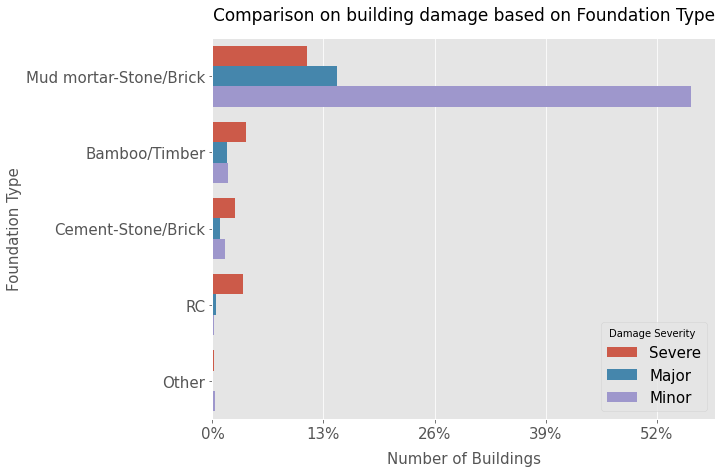 Comparison on building damage based on Foundation Type
Foundation Type
Mud mortar-Stone/Brick
Bamboo/Timber
Cement-Stone/Brick
RC
Other
Damage Severity
Severe
Major
Minor
0% 13% 26% 39% 52%
Number of Buildings